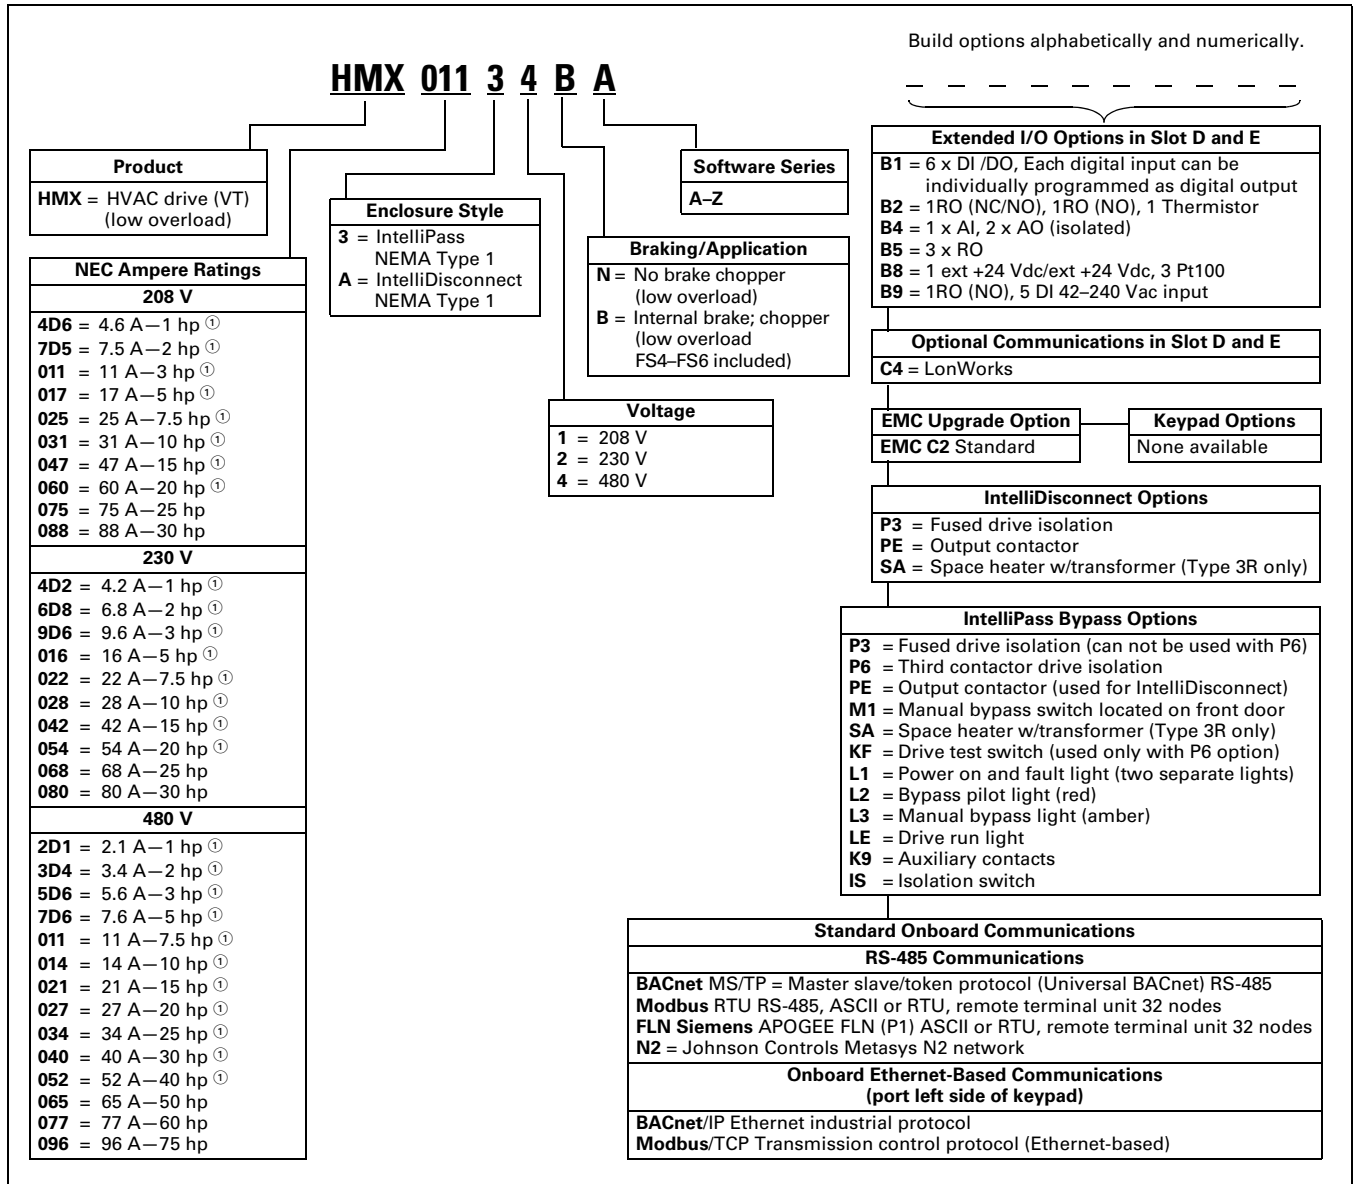 Build options alphabetically and numerically.
HMX 011 3 4 B A
Product
HMX = HVAC drive (VT)
(low overload)
NEC Ampere Ratings
208 V
4D6 = 4.6 A—1 hp ①
7D5 = 7.5 A—2 hp ①
011 = 11 A—3 hp ①
017 = 17 A—5 hp ①
025 = 25 A—7.5 hp ①
031 = 31 A—10 hp ①
047 = 47 A—15 hp ①
060 = 60 A—20 hp ①
075 = 75 A—25 hp
088 = 88 A—30 hp
230 V
4D2 = 4.2 A—1 hp ①
6D8 = 6.8 A—2 hp ①
9D6 = 9.6 A—3 hp ①
016 = 16 A—5 hp ①
022 = 22 A—7.5 hp ①
028 = 28 A—10 hp ①
042 = 42 A—15 hp ①
054 = 54 A—20 hp ①
068 = 68 A—25 hp
080 = 80 A—30 hp
480 V
2D1 = 2.1 A—1 hp ①
3D4 = 3.4 A—2 hp ①
5D6 = 5.6 A—3 hp ①
7D6 = 7.6 A—5 hp ①
011 = 11 A—7.5 hp ①
014 = 14 A—10 hp ①
021 = 21 A—15 hp ①
027 = 27 A—20 hp ①
034 = 34 A—25 hp ①
040 = 40 A—30 hp ①
052 = 52 A—40 hp ①
065 = 65 A—50 hp
077 = 77 A—60 hp
096 = 96 A—75 hp
Enclosure Style
3 = IntelliPass
NEMA Type 1
A = IntelliDisconnect
NEMA Type 1
Voltage
1 = 208 V
2 = 230 V
4 = 480 V
Braking/Application
N = No brake chopper
(low overload)
B = Internal brake; chopper
(low overload
FS4–FS6 included)
Software Series
A–Z
Extended I/O Options in Slot D and E
B1 = 6 x DI /DO, Each digital input can be
individually programmed as digital output
B2 = 1RO (NC/NO), 1RO (NO), 1 Thermistor
B4 = 1 x AI, 2 x AO (isolated)
B5 = 3 x RO
B8 = 1 ext +24 Vdc/ext +24 Vdc, 3 Pt100
B9 = 1RO (NO), 5 DI 42–240 Vac input
Optional Communications in Slot D and E
C4 = LonWorks
EMC Upgrade Option
EMC C2 Standard
Keypad Options
None available
IntelliDisconnect Options
P3 = Fused drive isolation
PE = Output contactor
SA = Space heater w/transformer (Type 3R only)
IntelliPass Bypass Options
P3 = Fused drive isolation (can not be used with P6)
P6 = Third contactor drive isolation
PE = Output contactor (used for IntelliDisconnect)
M1 = Manual bypass switch located on front door
SA = Space heater w/transformer (Type 3R only)
KF = Drive test switch (used only with P6 option)
L1 = Power on and fault light (two separate lights)
L2 = Bypass pilot light (red)
L3 = Manual bypass light (amber)
LE = Drive run light
K9 = Auxiliary contacts
IS = Isolation switch
Standard Onboard Communications
RS-485 Communications
BACnet MS/TP = Master slave/token protocol (Universal BACnet) RS-485
Modbus RTU RS-485, ASCII or RTU, remote terminal unit 32 nodes
FLN Siemens APOGEE FLN (P1) ASCII or RTU, remote terminal unit 32 nodes
N2 = Johnson Controls Metasys N2 network
Onboard Ethernet-Based Communications
(port left side of keypad)
BACnet/IP Ethernet industrial protocol
Modbus/TCP Transmission control protocol (Ethernet-based)